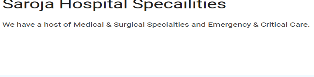 Saroja Hospital Specailities
We have a host of Medical & Surgical Specialties and Emergency & Critical Care.